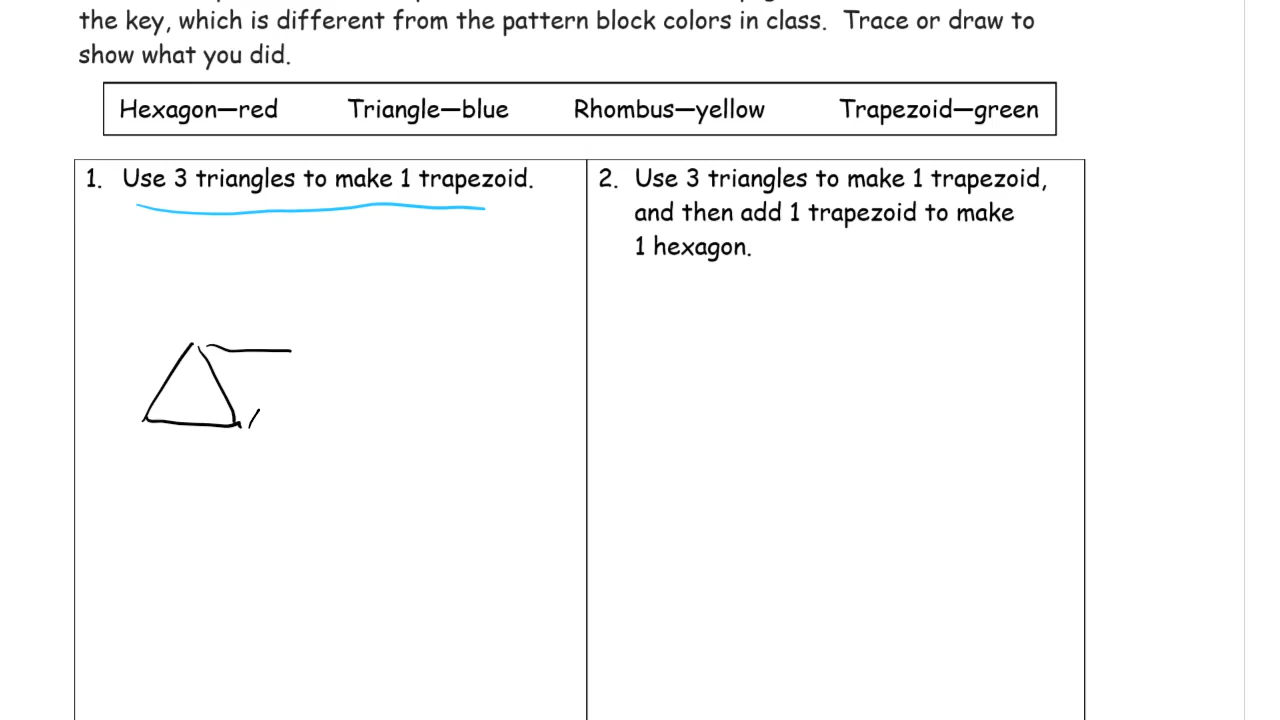 the key, which is different from the pattern block colors in class. Trace or draw to
show what you did.
Hexagon—red Triangle—blue Rhombus—yellow Trapezoid—green
1. Use 3 triangles to make 1 trapezoid.
2. Use 3 triangles to make 1 trapezoid,
and then add 1 trapezoid to make
1 hexagon.